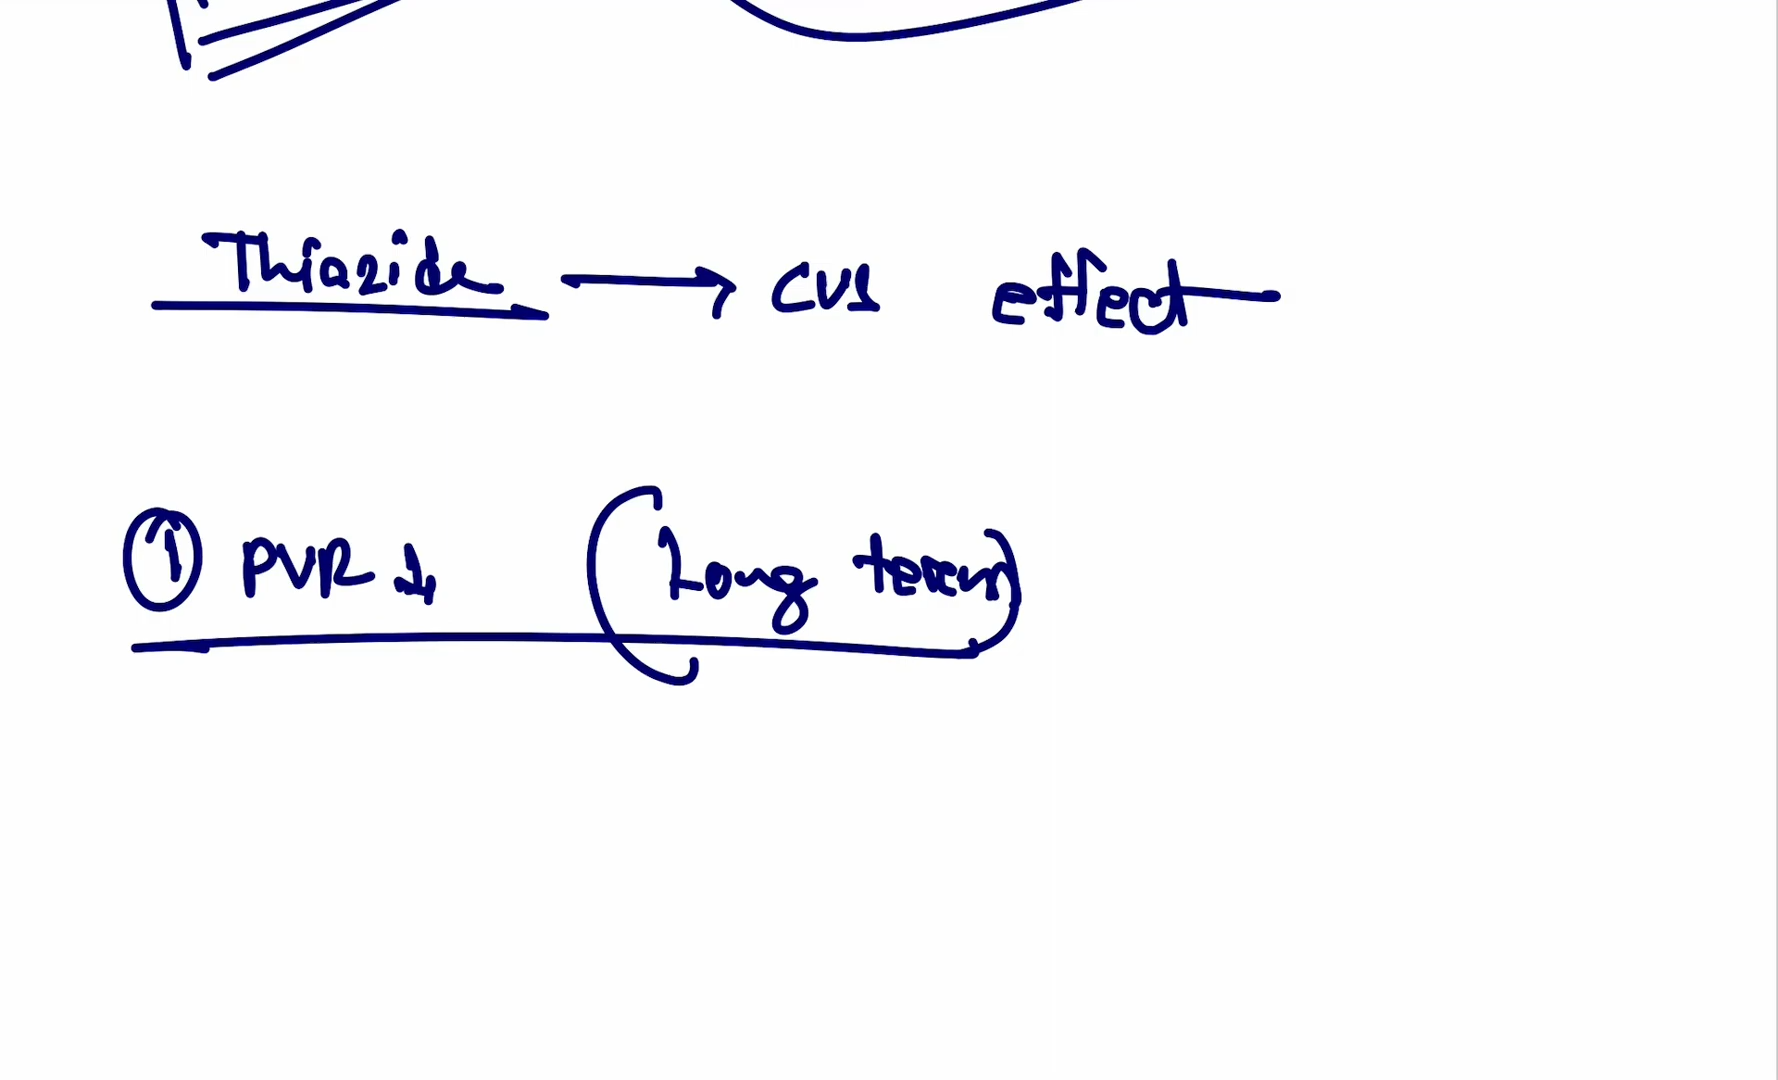 Thiazide → CVS effect
① PVR ↓ (Long term)